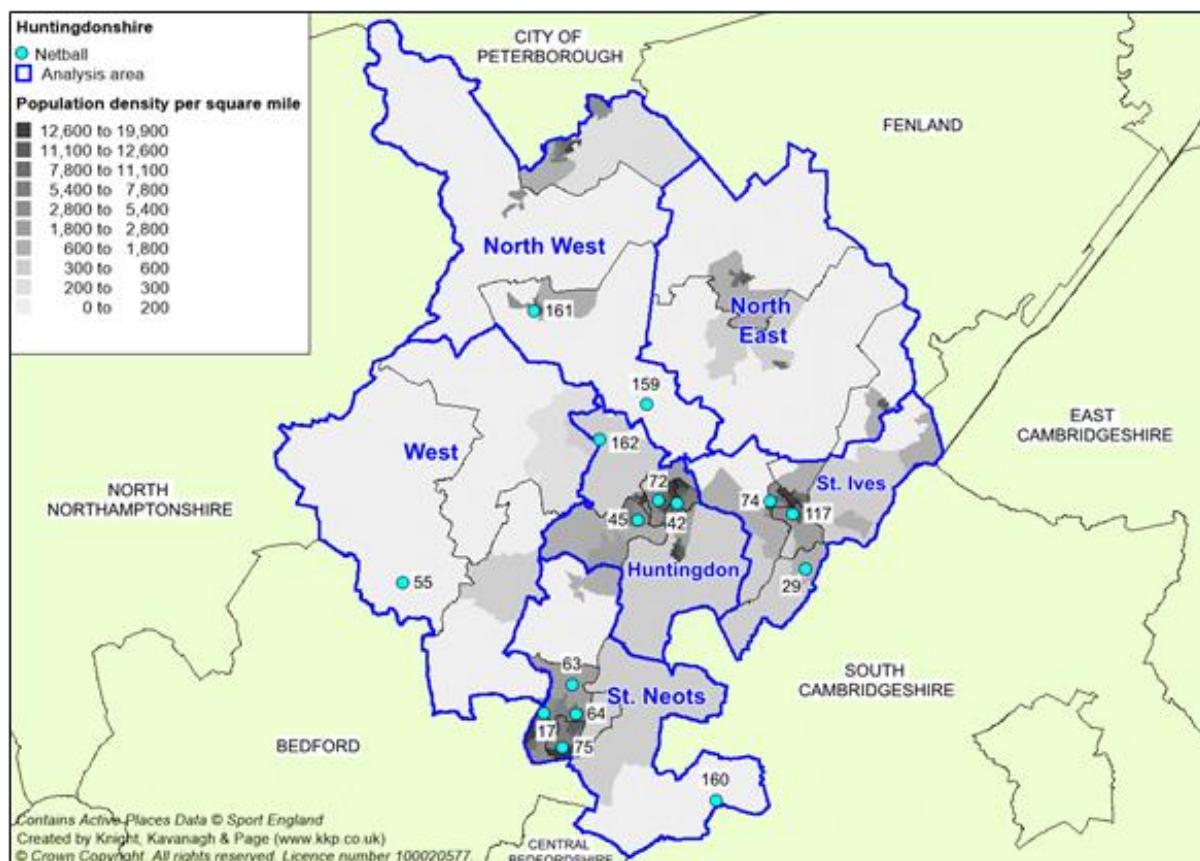 Huntingdonshire
Netball
Analysis area
Population density per square mile
12,600 to 19,900
11,100 to 12,600
7,800 to 11,100
5,400 to 7,800
2,800 to 5,400
1,800 to 2,800
600 to 1,800
300 to 600
200 to 300
0 to 200
CITY OF
PETERBOROUGH
FENLAND
North West
161
North
East
159
EAST
CAMBRIDGESHIRE
West
162
NORTH
NORTHAMPTONSHIRE
72
St. Ives
74
117
45
42
Huntingdon
29
55
63
SOUTH
CAMBRIDGESHIRE
St. Neots
64
17
BEDFORD
75
160
Contains Active Places Data © Sport England
Created by Knight, Kavanagh & Page (www.kkp.co.uk)
© Crown Copyright. All rights reserved. Licence number 100020577.
CENTRAL
BEDFORDSHIRE